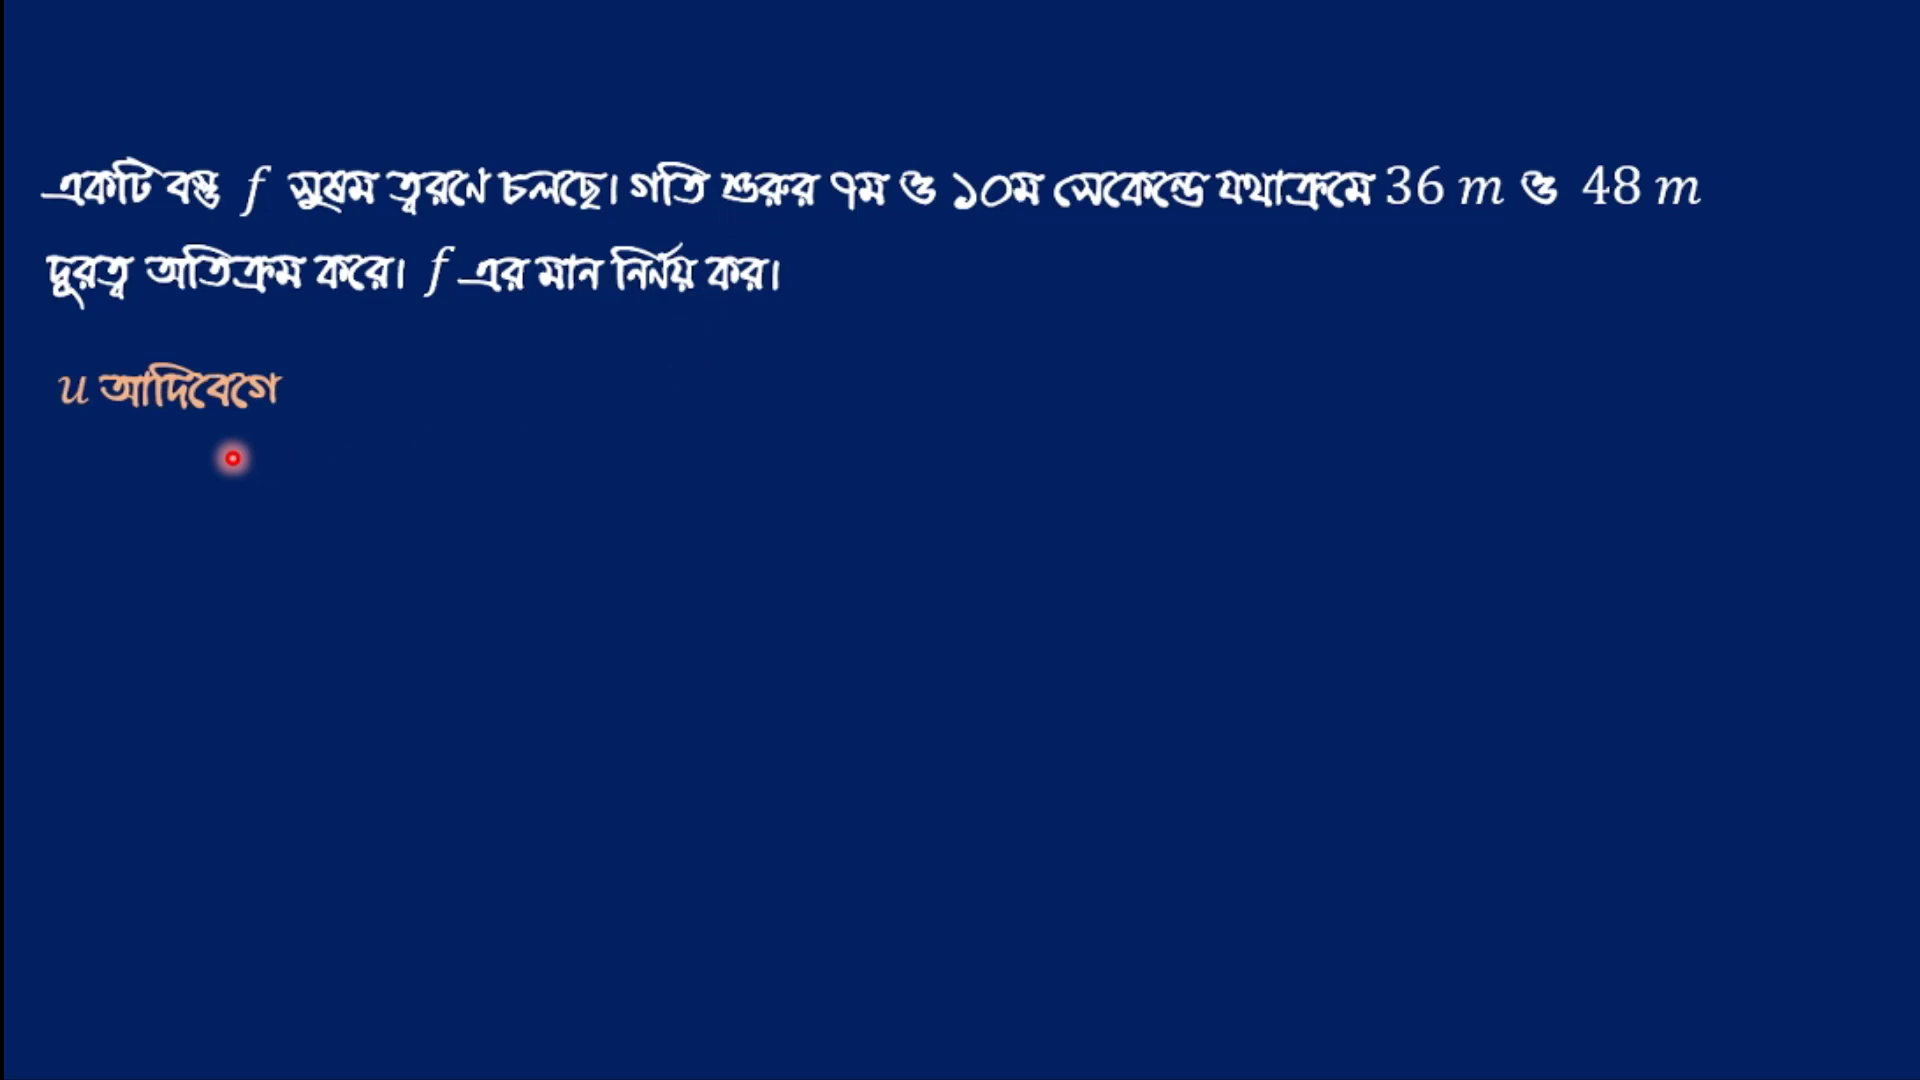 একটি বস্তু f সুষম ত্বরণে চলছে। গতি শুরুর ৭ম ও ১০ম সেকেন্ডে যথাক্রমে 36 m ও 48 m
দুরত্ব অতিক্রম করে। f এর মান নির্নয় কর।
u আদিবেগে